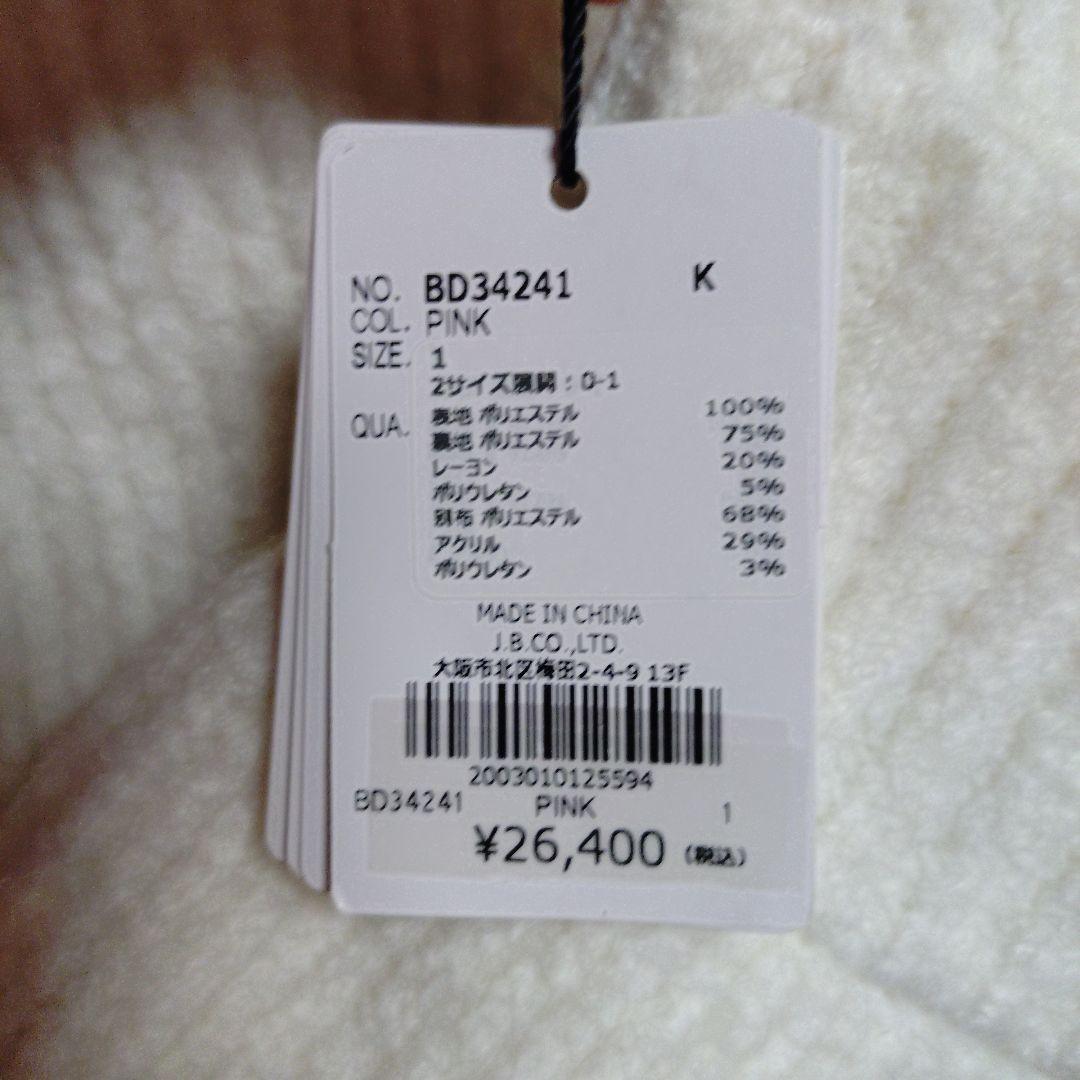 NO. BD34241 K
COL. PINK
SIZE. 1
2サイズ展開：0-1
QUA. 表地 ポリエステル 100%
裏地 ポリエステル 75%
レーヨン 20%
ポリウレタン 5%
別布 ポリエステル 68%
アクリル 29%
ポリウレタン 3%
MADE IN CHINA
J.B.CO.,LTD.
大阪市北区梅田2-4-9 13F
2003010125594
BD34241 PINK 1
¥26,400 (税込)